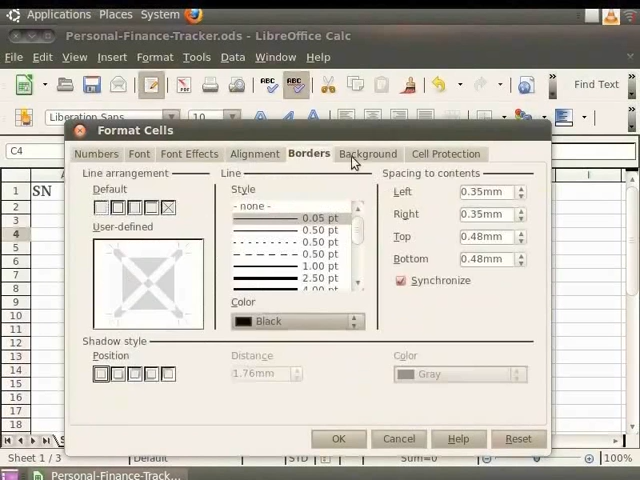 Applications Places System
Personal-Finance-Tracker.ods - LibreOffice Calc
File Edit View Insert Format Tools Data Window Help
ABC ABC Find Text
Liberation Sans 10
C4
Format Cells
Numbers Font Font Effects Alignment Borders Background Cell Protection
Line arrangement Line Spacing to contents
Default Style Left 0.35mm
- none -
0.05 pt Right 0.35mm
User-defined 0.50 pt
0.50 pt Top 0.48mm
0.50 pt
1.00 pt Bottom 0.48mm
2.50 pt Synchronize
4.00 pt
Color
Black
Shadow style
Position Distance Color
1.76mm Gray
OK Cancel Help Reset
I
1 SN
2
3
4
5
6
7
8
9
10
11
12
13
14
15
16
17
18
Sheet 1 / 3 Default STD Sum=0 100%
Personal-Finance-Track...